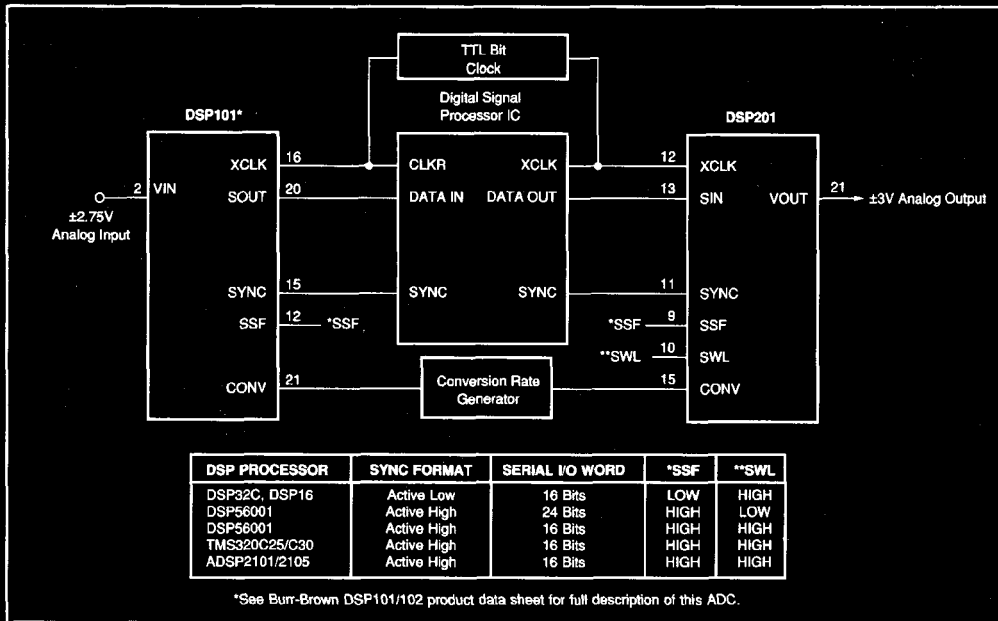 TTL Bit
Clock
Digital Signal
Processor IC
DSP101*
DSP201
XCLK 16 CLKR XCLK 12 XCLK
2 VIN SOUT 20 DATA IN DATA OUT 13 SIN VOUT 21 ±3V Analog Output
±2.75V
Analog Input
SYNC 15 SYNC SYNC 11 SYNC
SSF 12 *SSF *SSF 9 SSF
**SWL 10 SWL
CONV 21 Conversion Rate
Generator 15 CONV
DSP PROCESSOR SYNC FORMAT SERIAL I/O WORD *SSF **SWL
DSP32C, DSP16 Active Low 16 Bits LOW HIGH
DSP56001 Active High 24 Bits HIGH LOW
DSP56001 Active High 16 Bits HIGH HIGH
TMS320C25/C30 Active High 16 Bits HIGH HIGH
ADSP2101/2105 Active High 16 Bits HIGH HIGH
*See Burr-Brown DSP101/102 product data sheet for full description of this ADC.